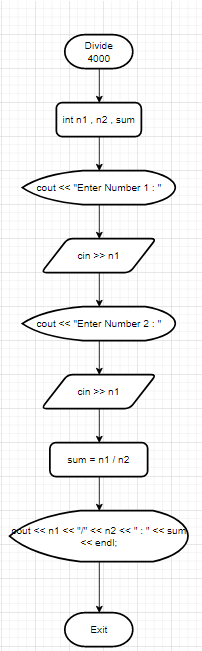 Divide
4000
int n1 , n2 , sum
cout << "Enter Number 1 : "
cin >> n1
cout << "Enter Number 2 : "
cin >> n1
sum = n1 / n2
cout << n1 << "/" << n2 << " : " << sum
<< endl;
Exit